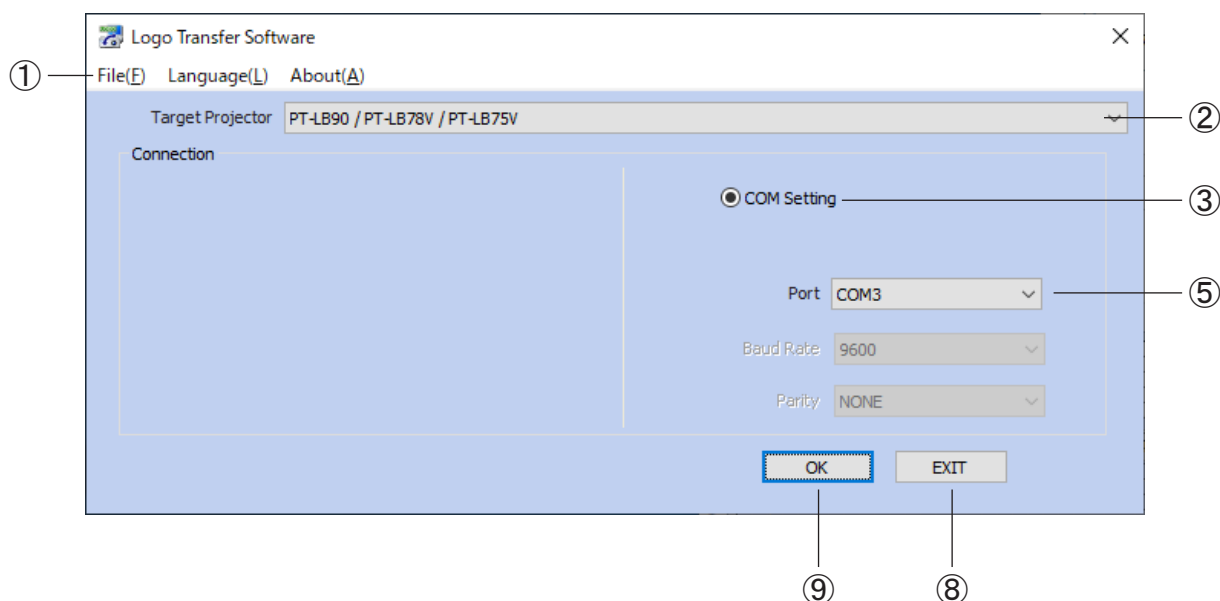 Logo Transfer Software
① File(F) Language(L) About(A)
Target Projector PT-LB90 / PT-LB78V / PT-LB75V ②
Connection
COM Setting ③
Port COM3 ⑤
Baud Rate 9600
Parity NONE
OK EXIT
⑨ ⑧